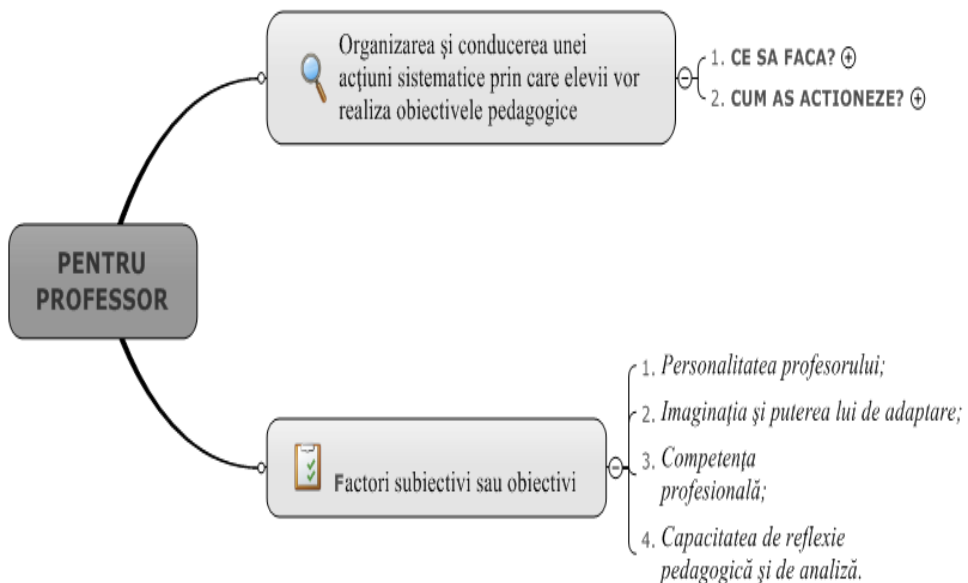 PENTRU
PROFESSOR
Organizarea şi conducerea unei
acţiuni sistematice prin care elevii vor
realiza obiectivele pedagogice
1. CE SA FACA?
2. CUM AS ACTIONEZE?
Factori subiectivi sau obiectivi
1. Personalitatea profesorului;
2. Imaginaţia şi puterea lui de adaptare;
3. Competenţa
profesională;
4. Capacitatea de reflexie
pedagogică şi de analiză.